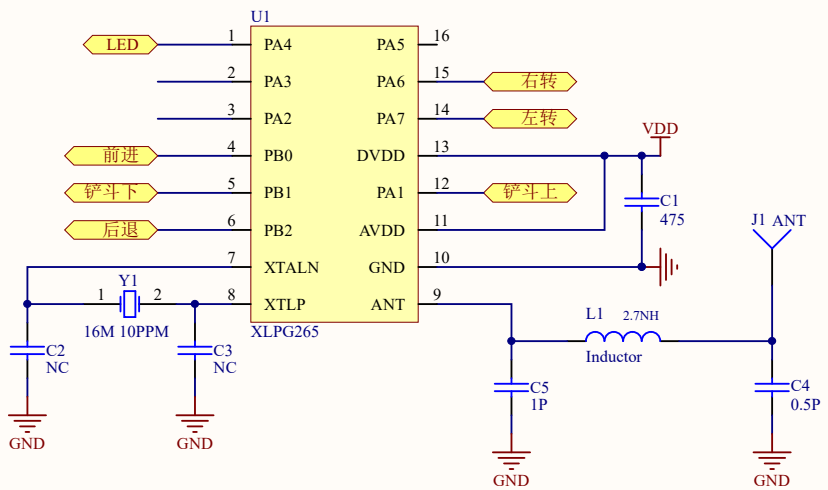 U1
LED
1
PA4
PA5
16
2
PA3
PA6
15
右转
3
PA2
PA7
14
左转
VDD
前进
4
PB0
DVDD
13
铲斗下
5
PB1
PA1
12
铲斗上
C1
475
后退
6
PB2
AVDD
11
J1 ANT
7
XTALN
GND
10
Y1
1
2
8
XTLP
ANT
9
16M 10PPM
XLPG265
L1
2.7NH
Inductor
C2
NC
C3
NC
C5
1P
C4
0.5P
GND
GND
GND
GND